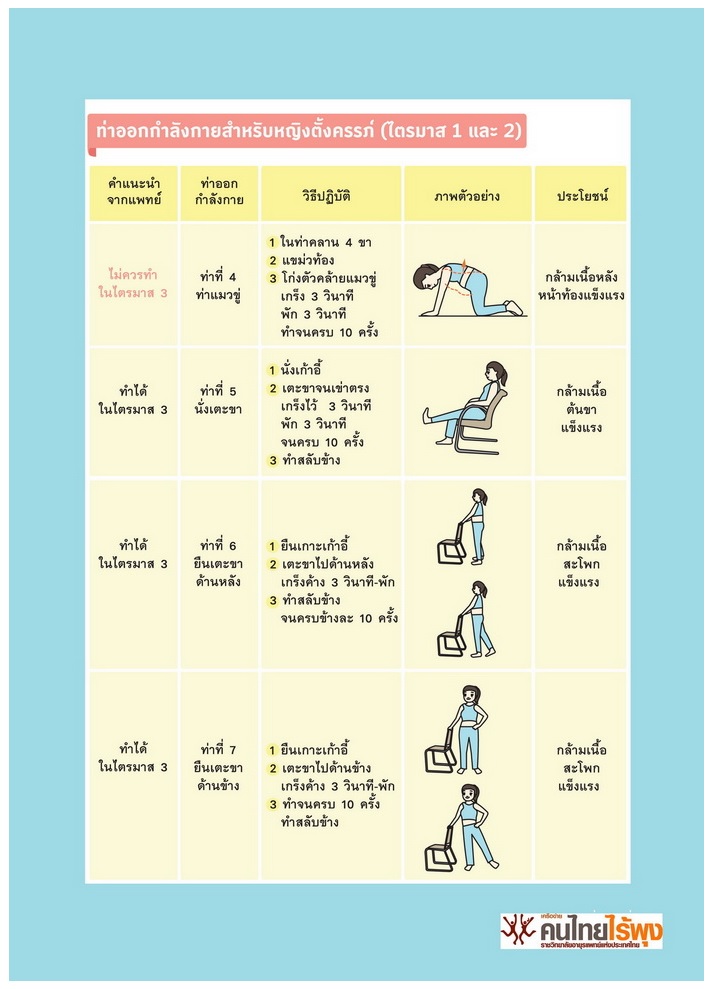 ท่าออกกำลังกายสำหรับหญิงตั้งครรภ์ (ไตรมาส 1 และ 2)
คำแนะนำ
จากแพทย์
ท่าออก
กำลังกาย
วิธีปฏิบัติ
ภาพตัวอย่าง
ประโยชน์
ไม่ควรทำ
ในไตรมาส 3
ท่าที่ 4
ท่าแมวขู่
1 ในท่าคลาน 4 ขา
2 แขม่วท้อง
3 โก่งตัวคล้ายแมวขู่
เกร็ง 3 วินาที
พัก 3 วินาที
ทำจนครบ 10 ครั้ง
กล้ามเนื้อหลัง
หน้าท้องแข็งแรง
ทำได้
ในไตรมาส 3
ท่าที่ 5
นั่งเตะขา
1 นั่งเก้าอี้
2 เตะขาจนเข่าตรง
เกร็งไว้ 3 วินาที
พัก 3 วินาที
จนครบ 10 ครั้ง
3 ทำสลับข้าง
กล้ามเนื้อ
ต้นขา
แข็งแรง
ทำได้
ในไตรมาส 3
ท่าที่ 6
ยืนเตะขา
ด้านหลัง
1 ยืนเกาะเก้าอี้
2 เตะขาไปด้านหลัง
เกร็งค้าง 3 วินาที-พัก
3 ทำสลับข้าง
จนครบข้างละ 10 ครั้ง
กล้ามเนื้อ
สะโพก
แข็งแรง
ทำได้
ในไตรมาส 3
ท่าที่ 7
ยืนเตะขา
ด้านข้าง
1 ยืนเกาะเก้าอี้
2 เตะขาไปด้านข้าง
เกร็งค้าง 3 วินาที-พัก
3 ทำจนครบ 10 ครั้ง
ทำสลับข้าง
กล้ามเนื้อ
สะโพก
แข็งแรง
เครือข่าย
คนไทยไร้พุง
ราชวิทยาลัยอายุรแพทย์แห่งประเทศไทย